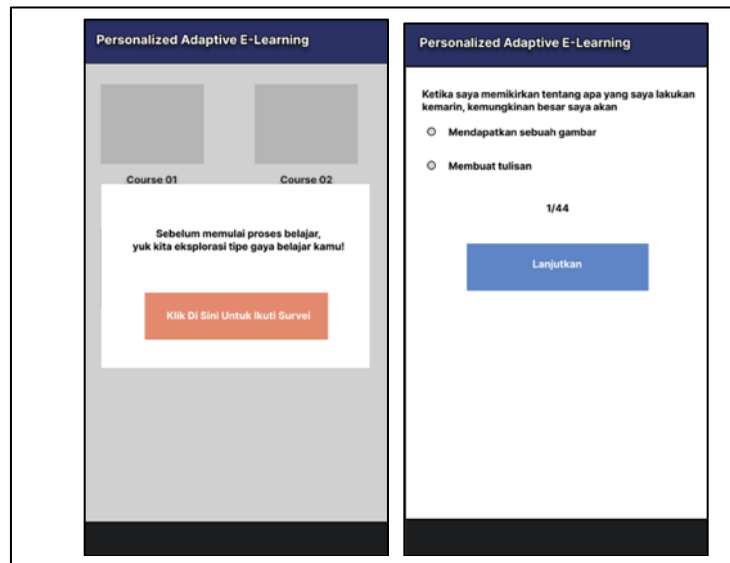 Personalized Adaptive E-Learning
Course 01
Course 02
Sebelum memulai proses belajar,
yuk kita eksplorasi tipe gaya belajar kamu!
Klik Di Sini Untuk Ikuti Survei
Personalized Adaptive E-Learning
Ketika saya memikirkan tentang apa yang saya lakukan
kemarin, kemungkinan besar saya akan
Mendapatkan sebuah gambar
Membuat tulisan
1/44
Lanjutkan